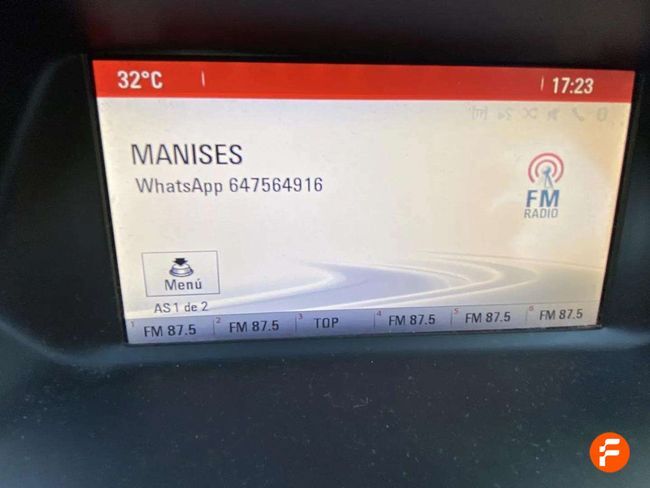 32°C 17:23
MANISES
WhatsApp 647564916
FM
RADIO
Menú
AS 1 de 2
1 FM 87.5 2 FM 87.5 3 TOP 4 FM 87.5 5 FM 87.5 6 FM 87.5